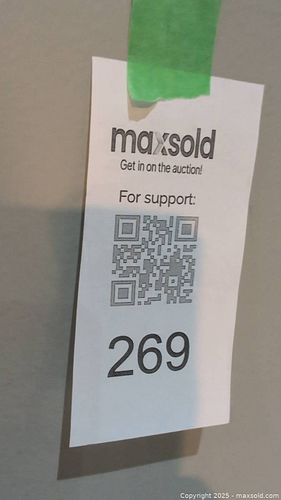 maxsold
Get in on the auction!
For support:
269
Copyright © 2025 - maxsold.com